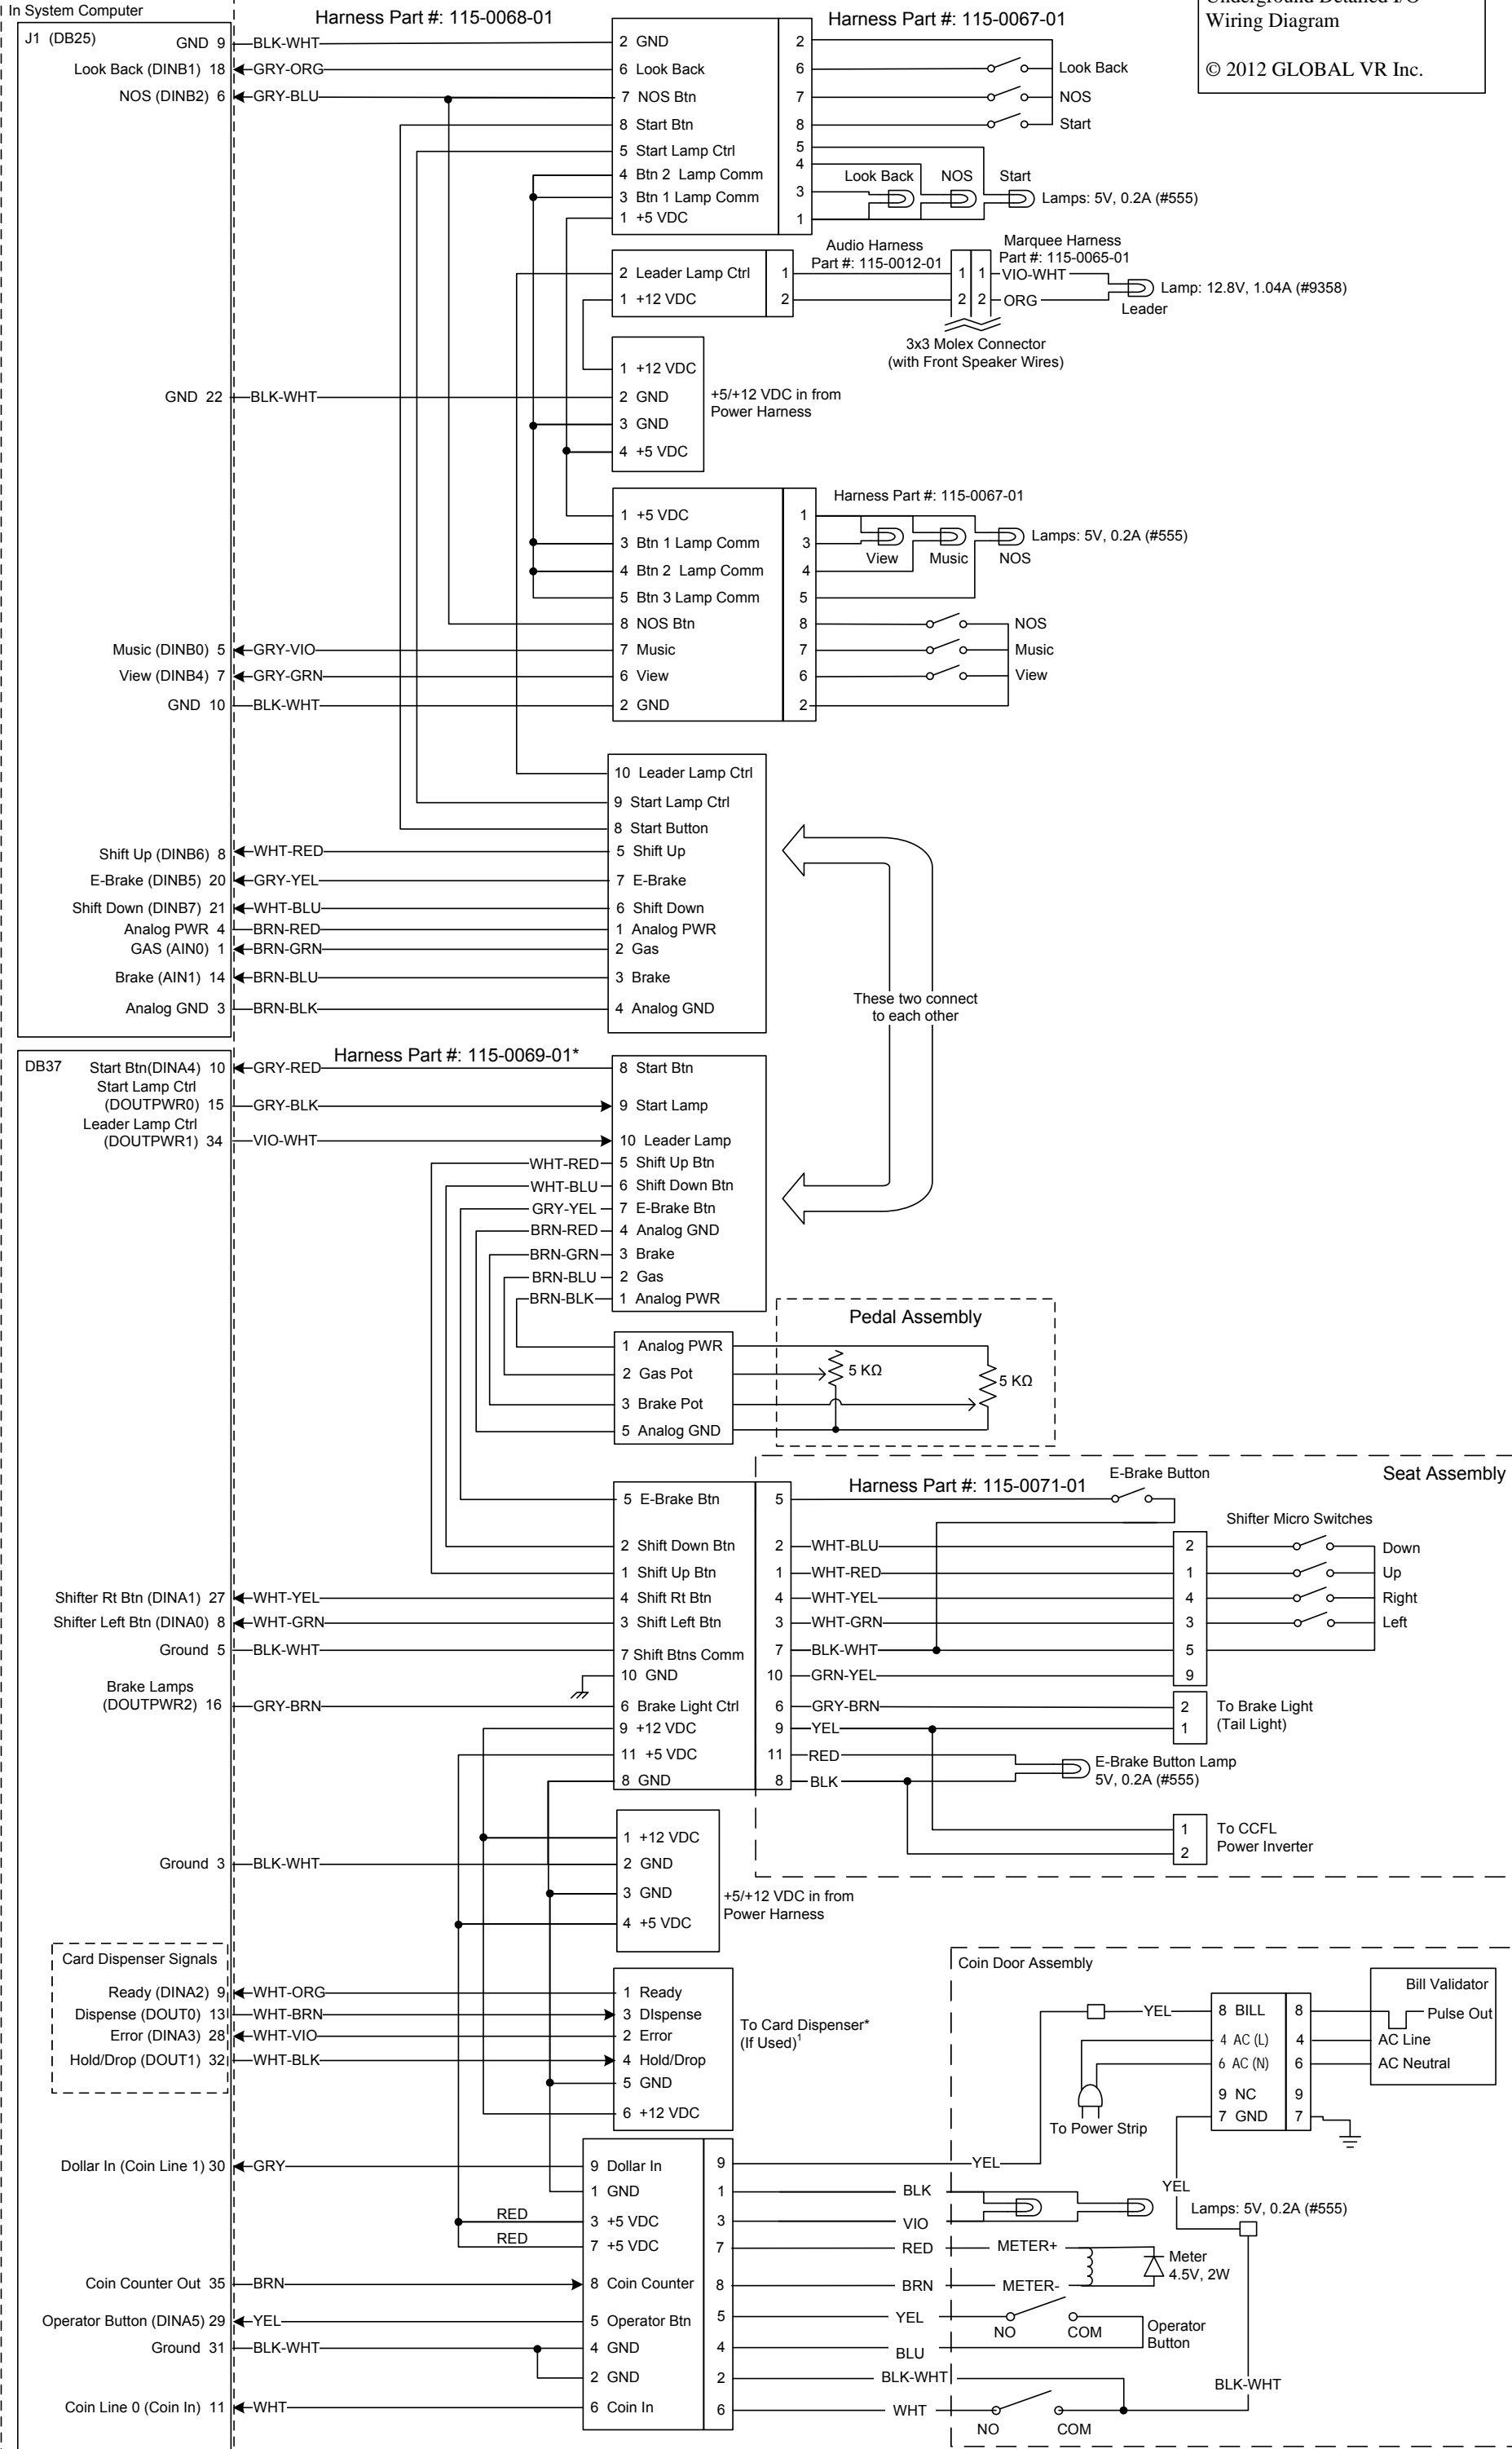 In System Computer
Harness Part #: 115-0068-01
Harness Part #: 115-0067-01
Wiring Diagram
© 2012 GLOBAL VR Inc.
J1 (DB25)
GND 9 BLK-WHT 2 GND 2
Look Back (DINB1) 18 GRY-ORG 6 Look Back 6 Look Back
NOS (DINB2) 6 GRY-BLU 7 NOS Btn 7 NOS
8 Start Btn 8 Start
5 Start Lamp Ctrl 5
4 Btn 2 Lamp Comm 4
3 Btn 1 Lamp Comm 3
1 +5 VDC 1
Look Back NOS Start
Lamps: 5V, 0.2A (#555)
Audio Harness
Part #: 115-0012-01
Marquee Harness
Part #: 115-0065-01
2 Leader Lamp Ctrl 1 1 1 VIO-WHT
1 +12 VDC 2 2 2 ORG
Lamp: 12.8V, 1.04A (#9358)
Leader
3x3 Molex Connector
(with Front Speaker Wires)
1 +12 VDC
GND 22 BLK-WHT 2 GND
3 GND
4 +5 VDC
+5/+12 VDC in from
Power Harness
Harness Part #: 115-0067-01
1 +5 VDC 1
3 Btn 1 Lamp Comm 3
4 Btn 2 Lamp Comm 4
5 Btn 3 Lamp Comm 5
Lamps: 5V, 0.2A (#555)
View Music NOS
8 NOS Btn 8 NOS
Music (DINB0) 5 GRY-VIO 7 Music 7 Music
View (DINB4) 7 GRY-GRN 6 View 6 View
GND 10 BLK-WHT 2 GND 2
10 Leader Lamp Ctrl
9 Start Lamp Ctrl
8 Start Button
Shift Up (DINB6) 8 WHT-RED 5 Shift Up
E-Brake (DINB5) 20 GRY-YEL 7 E-Brake
Shift Down (DINB7) 21 WHT-BLU 6 Shift Down
Analog PWR 4 BRN-RED 1 Analog PWR
GAS (AIN0) 1 BRN-GRN 2 Gas
Brake (AIN1) 14 BRN-BLU 3 Brake
Analog GND 3 BRN-BLK 4 Analog GND
These two connect
to each other
DB37
Harness Part #: 115-0069-01*
Start Btn(DINA4) 10 GRY-RED 8 Start Btn
Start Lamp Ctrl
(DOUTPWR0) 15 GRY-BLK 9 Start Lamp
Leader Lamp Ctrl
(DOUTPWR1) 34 VIO-WHT 10 Leader Lamp
WHT-RED 5 Shift Up Btn
WHT-BLU 6 Shift Down Btn
GRY-YEL 7 E-Brake Btn
BRN-RED 4 Analog GND
BRN-GRN 3 Brake
BRN-BLU 2 Gas
BRN-BLK 1 Analog PWR
Pedal Assembly
1 Analog PWR
2 Gas Pot 5 KΩ
5 KΩ
3 Brake Pot
5 Analog GND
Seat Assembly
Harness Part #: 115-0071-01
E-Brake Button
5 E-Brake Btn 5
Shifter Micro Switches
2 Shift Down Btn 2 WHT-BLU 2 Down
1 Shift Up Btn 1 WHT-RED 1 Up
Shifter Rt Btn (DINA1) 27 WHT-YEL 4 Shift Rt Btn 4 WHT-YEL 4 Right
Shifter Left Btn (DINA0) 8 WHT-GRN 3 Shift Left Btn 3 WHT-GRN 3 Left
Ground 5 BLK-WHT 7 Shift Btns Comm 7 BLK-WHT 5
10 GND 10 GRN-YEL 9
Brake Lamps
(DOUTPWR2) 16 GRY-BRN 6 Brake Light Ctrl 6 GRY-BRN 2
9 +12 VDC 9 YEL 1
To Brake Light
(Tail Light)
11 +5 VDC 11 RED
8 GND 8 BLK
E-Brake Button Lamp
5V, 0.2A (#555)
1
2
To CCFL
Power Inverter
1 +12 VDC
Ground 3 BLK-WHT 2 GND
3 GND
4 +5 VDC
+5/+12 VDC in from
Power Harness
Card Dispenser Signals
Ready (DINA2) 9 WHT-ORG 1 Ready
Dispense (DOUT0) 13 WHT-BRN 3 DIspense
Error (DINA3) 28 WHT-VIO 2 Error
Hold/Drop (DOUT1) 32 WHT-BLK 4 Hold/Drop
5 GND
6 +12 VDC
To Card Dispenser*
(If Used)1
Coin Door Assembly
Bill Validator
YEL 8 BILL 8 Pulse Out
4 AC (L) 4 AC Line
6 AC (N) 6 AC Neutral
9 NC 9
7 GND 7
To Power Strip
YEL
Dollar In (Coin Line 1) 30 GRY 9 Dollar In 9 YEL
1 GND 1 BLK
RED 3 +5 VDC 3 VIO
Lamps: 5V, 0.2A (#555)
RED 7 +5 VDC 7 RED METER+
Meter
4.5V, 2W
Coin Counter Out 35 BRN 8 Coin Counter 8 BRN METER-
Operator Button (DINA5) 29 YEL 5 Operator Btn 5 YEL
NO COM
Operator
Button
Ground 31 BLK-WHT 4 GND 4 BLU
2 GND 2 BLK-WHT
BLK-WHT
Coin Line 0 (Coin In) 11 WHT 6 Coin In 6 WHT
NO COM